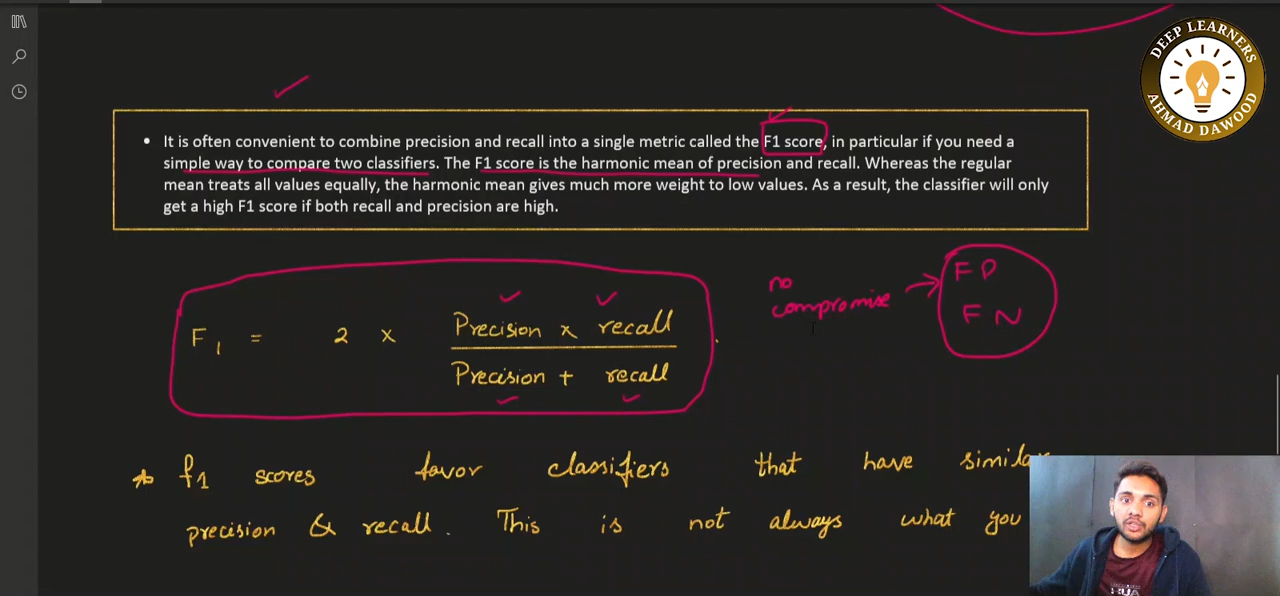 DEEP LEARNERS
AHMAD DAWOOD
• It is often convenient to combine precision and recall into a single metric called the F1 score, in particular if you need a
simple way to compare two classifiers. The F1 score is the harmonic mean of precision and recall. Whereas the regular
mean treats all values equally, the harmonic mean gives much more weight to low values. As a result, the classifier will only
get a high F1 score if both recall and precision are high.
no
compromise → FP
FN
F1 = 2 x Precision x recall
Precision + recall
f1 scores favor classifiers that have similar
precision & recall. This is not always what you